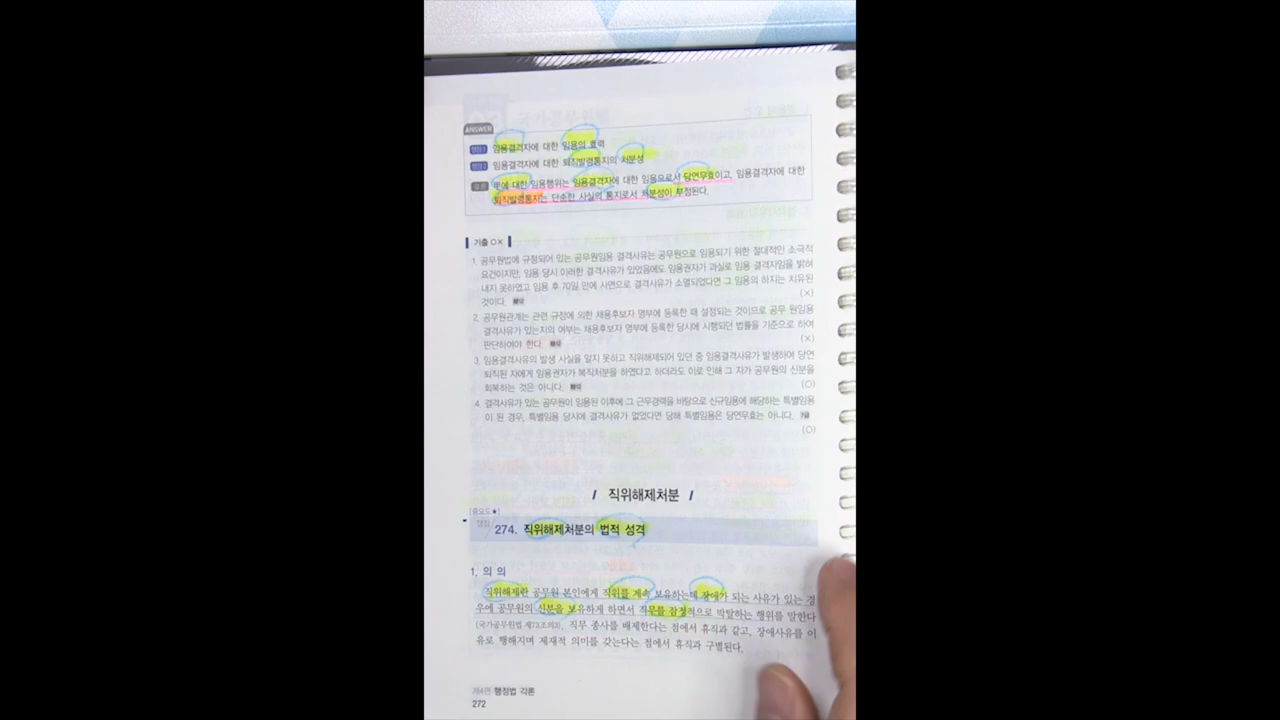 ANSWER
쟁점1 임용결격자에 대한 임용의 효력
쟁점2 임용결격자에 대한 퇴직발령통지의 처분성
결론 甲에 대한 임용행위는 임용결격자에 대한 임용으로서 당연무효이고, 임용결격자에 대한
퇴직발령통지는 단순한 사실의 통지로서 처분성이 부정된다.
기출 ○×
1. 공무원법에 규정되어 있는 공무원임용 결격사유는 공무원으로 임용되기 위한 절대적인 소극적
요건이지만, 임용 당시 이러한 결격사유가 있었음에도 임용권자가 과실로 임용 결격자임을 밝혀
내지 못하였고 임용 후 70일 만에 사면으로 결격사유가 소멸되었다면 그 임용의 하자는 치유된
것이다.
(×)
2. 공무원관계는 관련 규정에 의한 채용후보자 명부에 등록한 때 설정되는 것이므로 공무 원임용
결격사유가 있는지의 여부는 채용후보자 명부에 등록한 당시에 시행되던 법률을 기준으로 하여
판단하여야 한다.
(×)
3. 임용결격사유의 발생 사실을 알지 못하고 직위해제되어 있던 중 임용결격사유가 발생하여 당연
퇴직된 자에게 임용권자가 복직처분을 하였다고 하더라도 이로 인해 그 자가 공무원의 신분을
회복하는 것은 아니다.
(○)
4. 결격사유가 있는 공무원이 임용된 이후에 그 근무경력을 바탕으로 신규임용에 해당하는 특별임용
이 된 경우, 특별임용 당시에 결격사유가 없었다면 당해 특별임용은 당연무효는 아니다.
(○)
/ 직위해제처분 /
[중요도★]
쟁점 274. 직위해제처분의 법적 성격
1. 의 의
직위해제란 공무원 본인에게 직위를 계속 보유하는데 장애가 되는 사유가 있는 경
우에 공무원의 신분을 보유하게 하면서 직무를 잠정적으로 박탈하는 행위를 말한다
(국가공무원법 제73조의3). 직무 종사를 배제한다는 점에서 휴직과 같고, 장애사유를 이
유로 행해지며 제재적 의미를 갖는다는 점에서 휴직과 구별된다.
제4편 행정법 각론
272